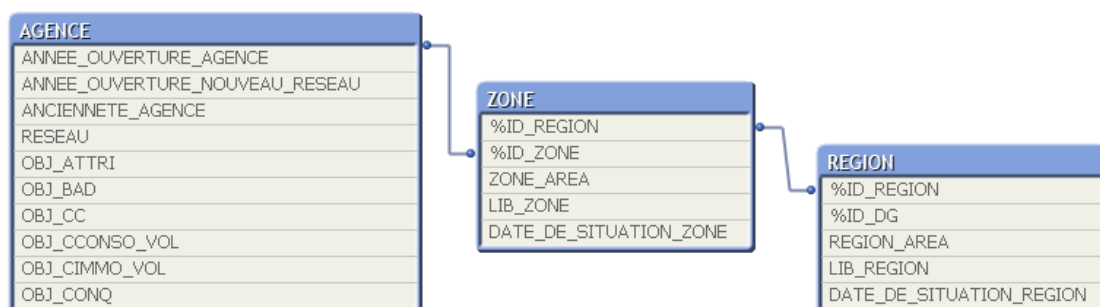 AGENCE
ANNEE_OUVERTURE_AGENCE
ANNEE_OUVERTURE_NOUVEAU_RESEAU
ANCIENNETE_AGENCE
RESEAU
OBJ_ATTRI
OBJ_BAD
OBJ_CC
OBJ_CCONSO_VOL
OBJ_CIMMO_VOL
OBJ_CONQ
ZONE
%ID_REGION
%ID_ZONE
ZONE_AREA
LIB_ZONE
DATE_DE_SITUATION_ZONE
REGION
%ID_REGION
%ID_DG
REGION_AREA
LIB_REGION
DATE_DE_SITUATION_REGION